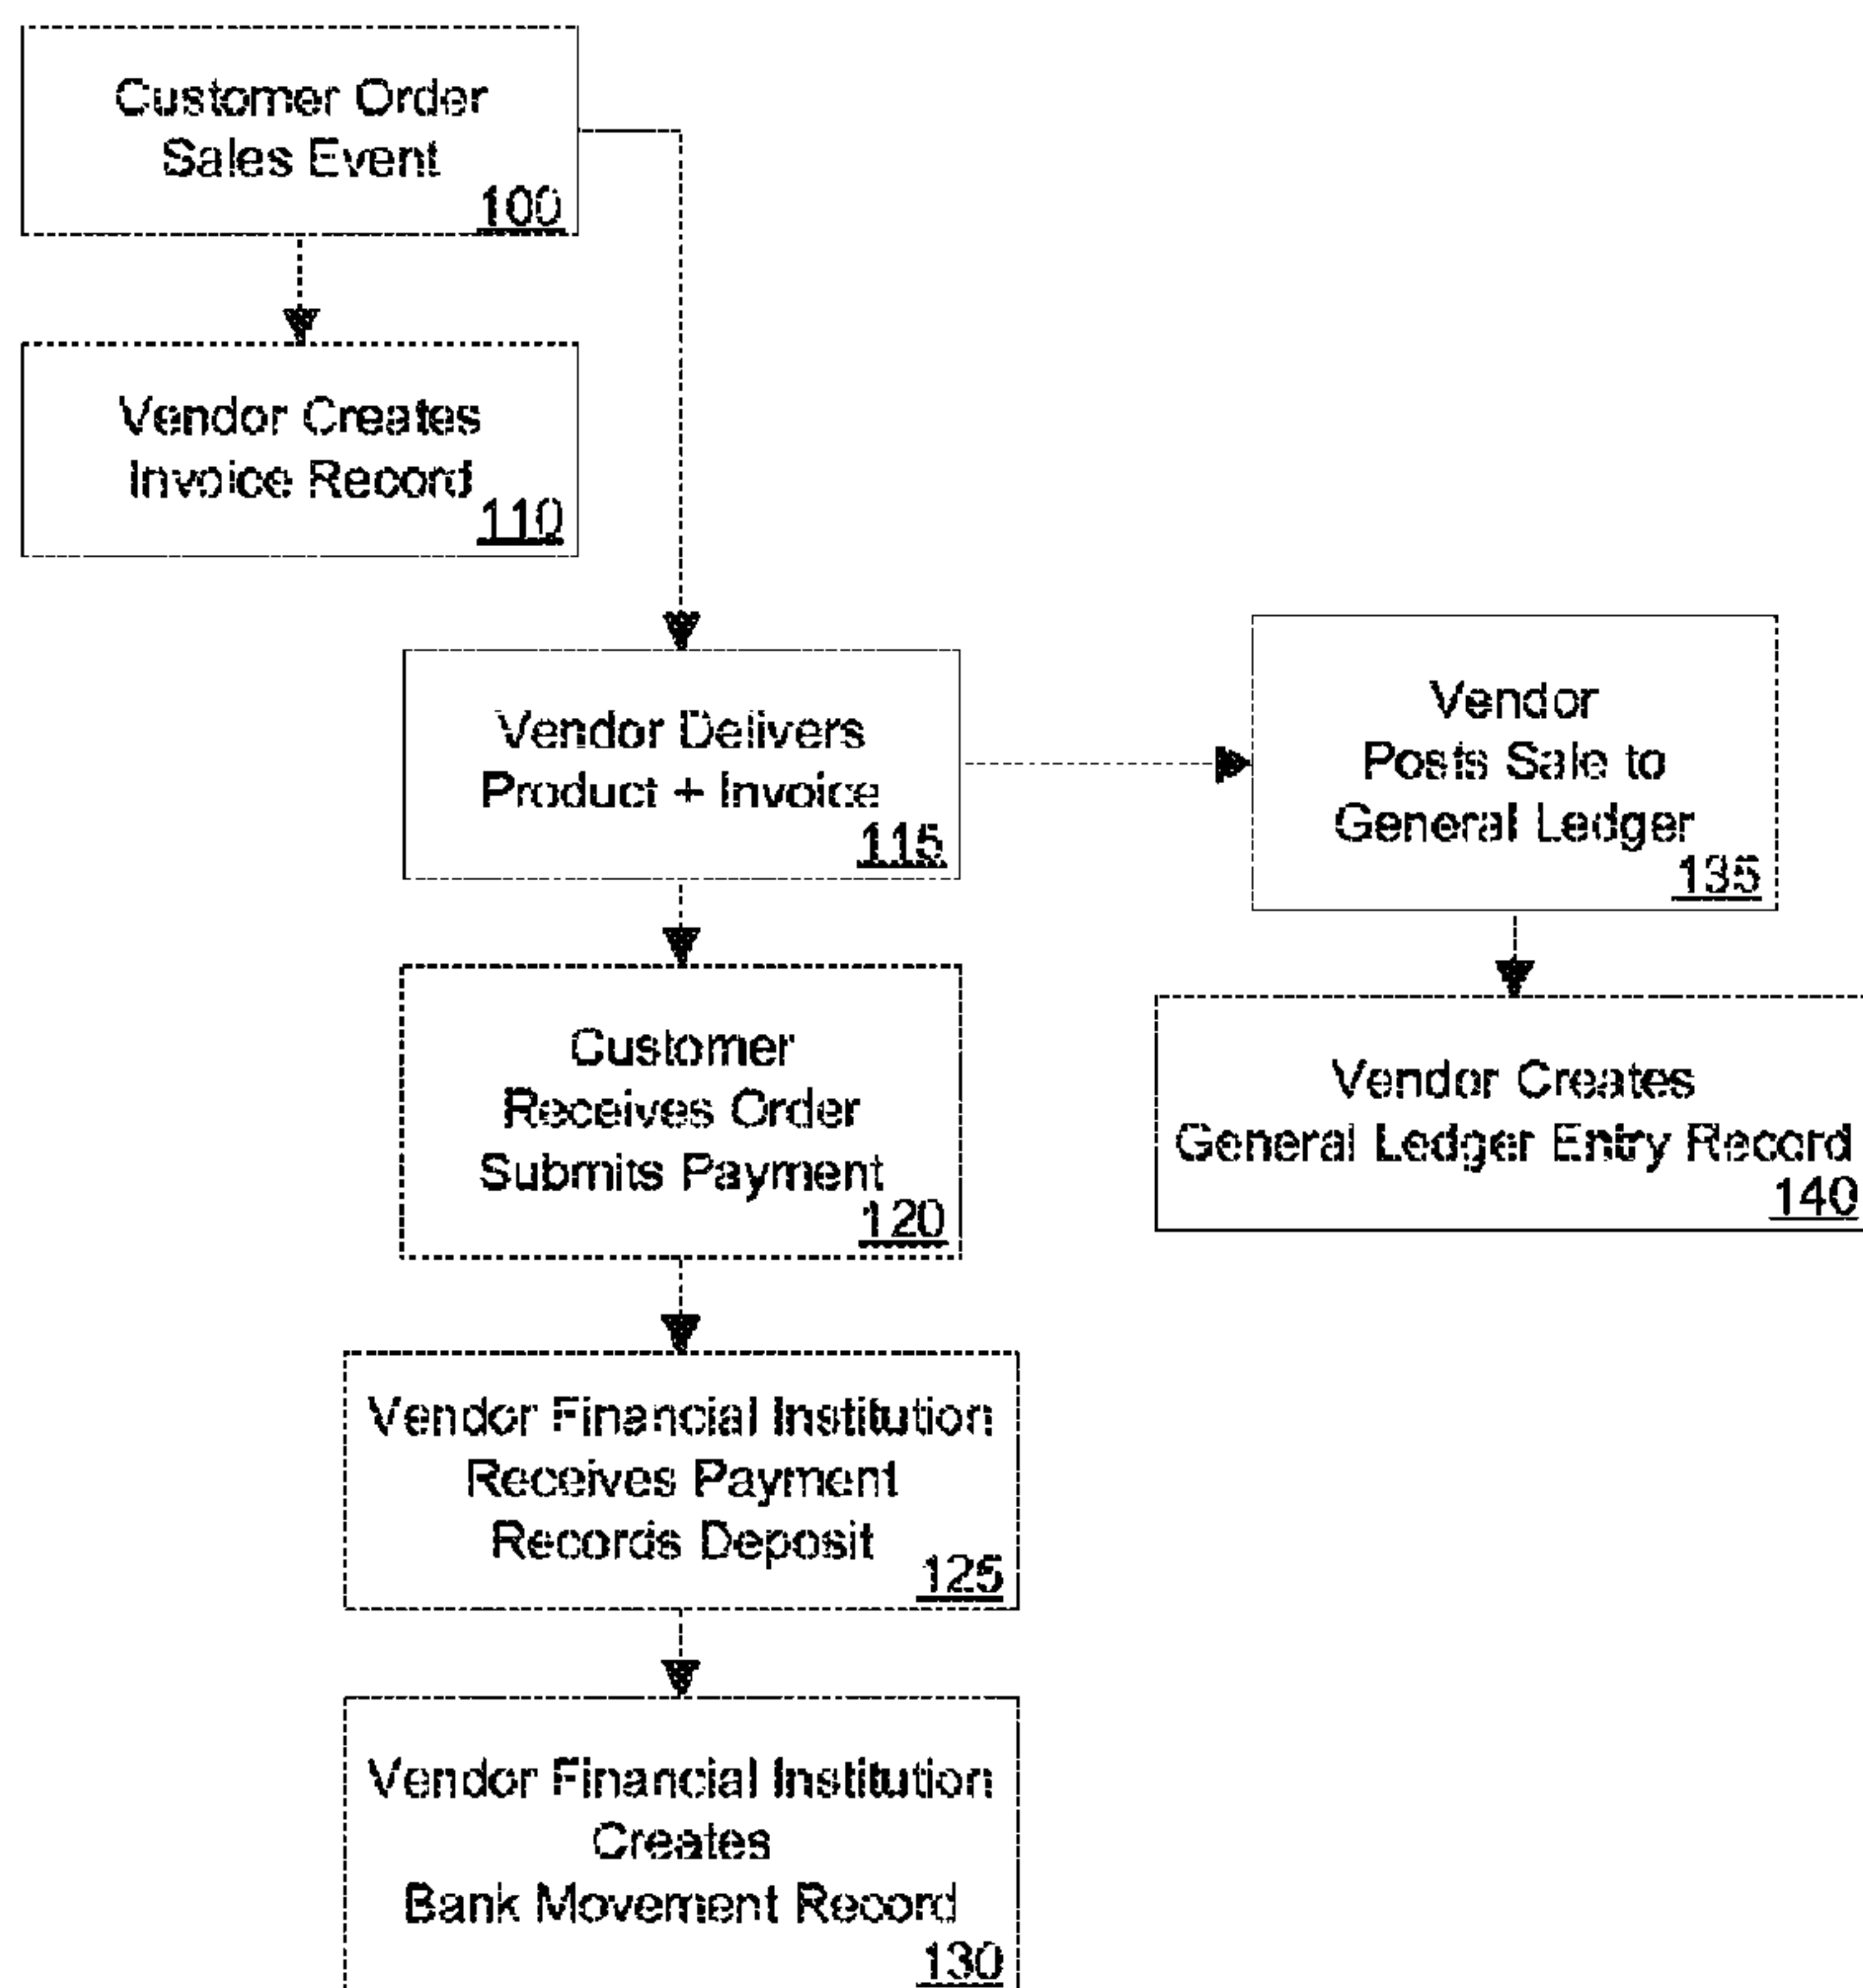 Customer Order
Sales Event
100
Vendor Creates
Invoice Record
110
Vendor Delivers
Product + Invoice
115
Vendor
Posts Sale to
General Ledger
135
Customer
Receives Order
Submits Payment
120
Vendor Creates
General Ledger Entry Record
140
Vendor Financial Institution
Receives Payment
Records Deposit
125
Vendor Financial Institution
Creates
Bank Movement Record
130